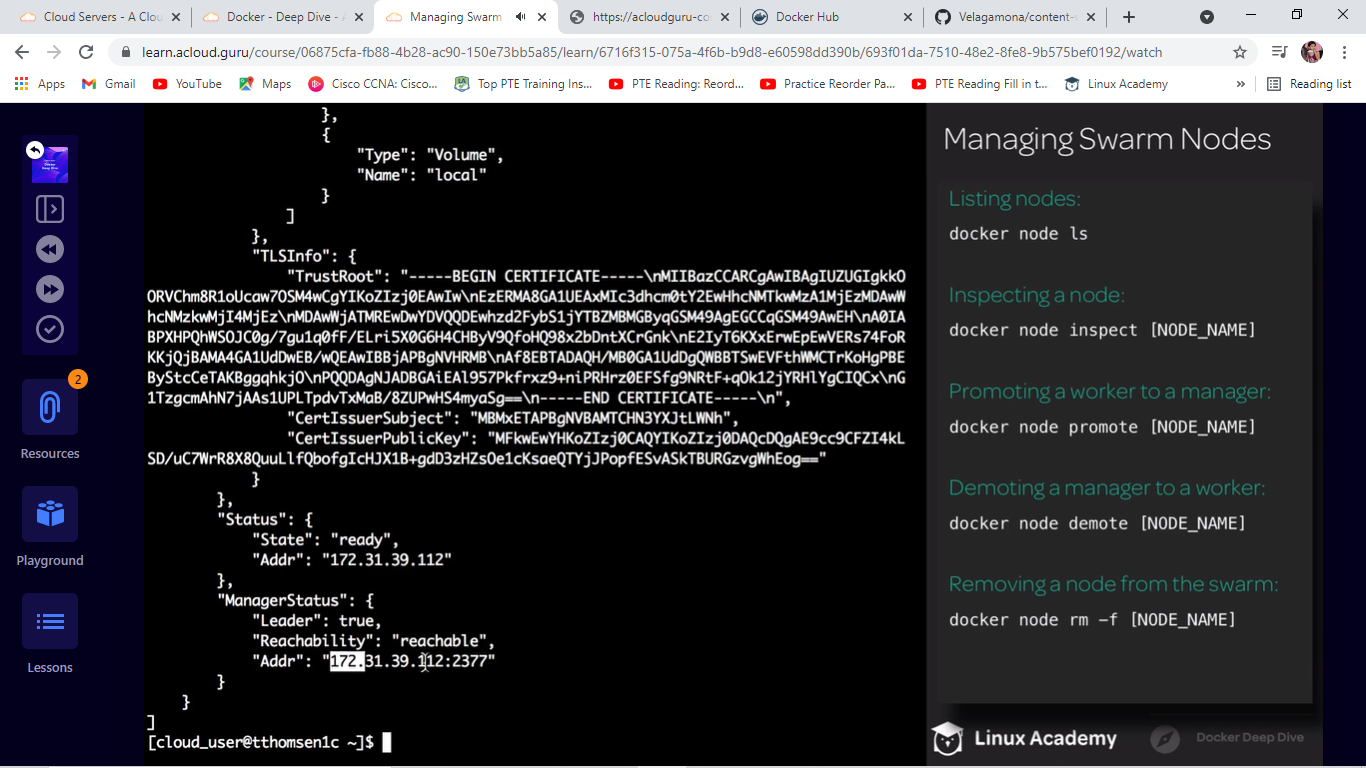 Cloud Servers - A Clou
Docker - Deep Dive - A
Managing Swarm
https://acloudguru-co
Docker Hub
Velagamona/content-
learn.acloud.guru/course/06875cfa-fb88-4b28-ac90-150e73bb5a85/learn/6716f315-075a-4f6b-b9d8-e60598dd390b/693f01da-7510-48e2-8fe8-9b575bef0192/watch
Apps
Gmail
YouTube
Maps
Cisco CCNA: Cisco...
Top PTE Training Ins...
PTE Reading: Reord...
Practice Reorder Pa...
PTE Reading Fill in t...
Linux Academy
»
Reading list
2
Resources
Playground
Lessons
},
{
"Type": "Volume",
"Name": "local"
}
]
},
"TLSInfo": {
"TrustRoot": "-----BEGIN CERTIFICATE-----\nMIIBazCCARCgAwIBAgIUZUGIgkkO
ORVChm8R1oUcaw7OSM4wCgYIKoZIzj0EAwIw\nEzERMA8GA1UEAxMIc3dhcm0tY2EwHhcNMTkwMzA1MjEzMDAwW
hcNMzkwMjI4MjEz\nMDAwWjATMREwDwYDVQQDEwhzd2FybS1jYTBZMBMGByqGSM49AgEGCCqGSM49AwEH\nA0IA
BPXHPQhWSOJC0g/7gu1q0fF/ELri5X0G6H4CHByV9QfoHQ98x2bDntXCrGnk\nE2IyT6KXxErwEpEwVERs74FoR
KKjQjBAMA4GA1UdDwEB/wQEAwIBBjAPBgNVHRMB\nAf8EBTADAQH/MB0GA1UdDgQWBBTSwEVFthWMCTrKoHgPBE
ByStcCeTAKBggqhkjO\nPQQDAgNJADBGAiEAl957Pkfrxz9+niPRHrz0EFSfg9NRtF+qOk12jYRHlYgCIQCx\nG
1TzgcmAhN7jAAs1UPLTpdvTxMaB/8ZUPwHS4myaSg==\n-----END CERTIFICATE-----\n",
"CertIssuerSubject": "MBMxETAPBgNVBAMTCHN3YXJtLWNh",
"CertIssuerPublicKey": "MFkwEwYHKoZIzj0CAQYIKoZIzj0DAQcDQgAE9cc9CFZI4kL
SD/uC7WrR8X8QuuLlfQbofgIcHJX1B+gdD3zHZsOe1cKsaeQTYjJPopfESvASkTBURGzvgWhEog=="
}
},
"Status": {
"State": "ready",
"Addr": "172.31.39.112"
},
"ManagerStatus": {
"Leader": true,
"Reachability": "reachable",
"Addr": "172.31.39.112:2377"
}
}
]
[cloud_user@tthomsen1c ~]$
Managing Swarm Nodes
Listing nodes:
docker node ls
Inspecting a node:
docker node inspect [NODE_NAME]
Promoting a worker to a manager:
docker node promote [NODE_NAME]
Demoting a manager to a worker:
docker node demote [NODE_NAME]
Removing a node from the swarm:
docker node rm -f [NODE_NAME]
Linux Academy
Docker Deep Dive